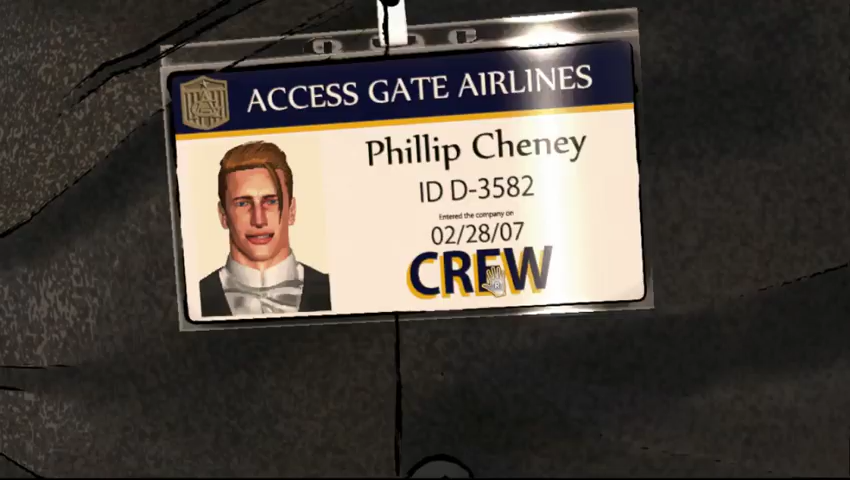 ACCESS GATE AIRLINES
Phillip Cheney
ID D-3582
Entered the company on
02/28/07
CREW